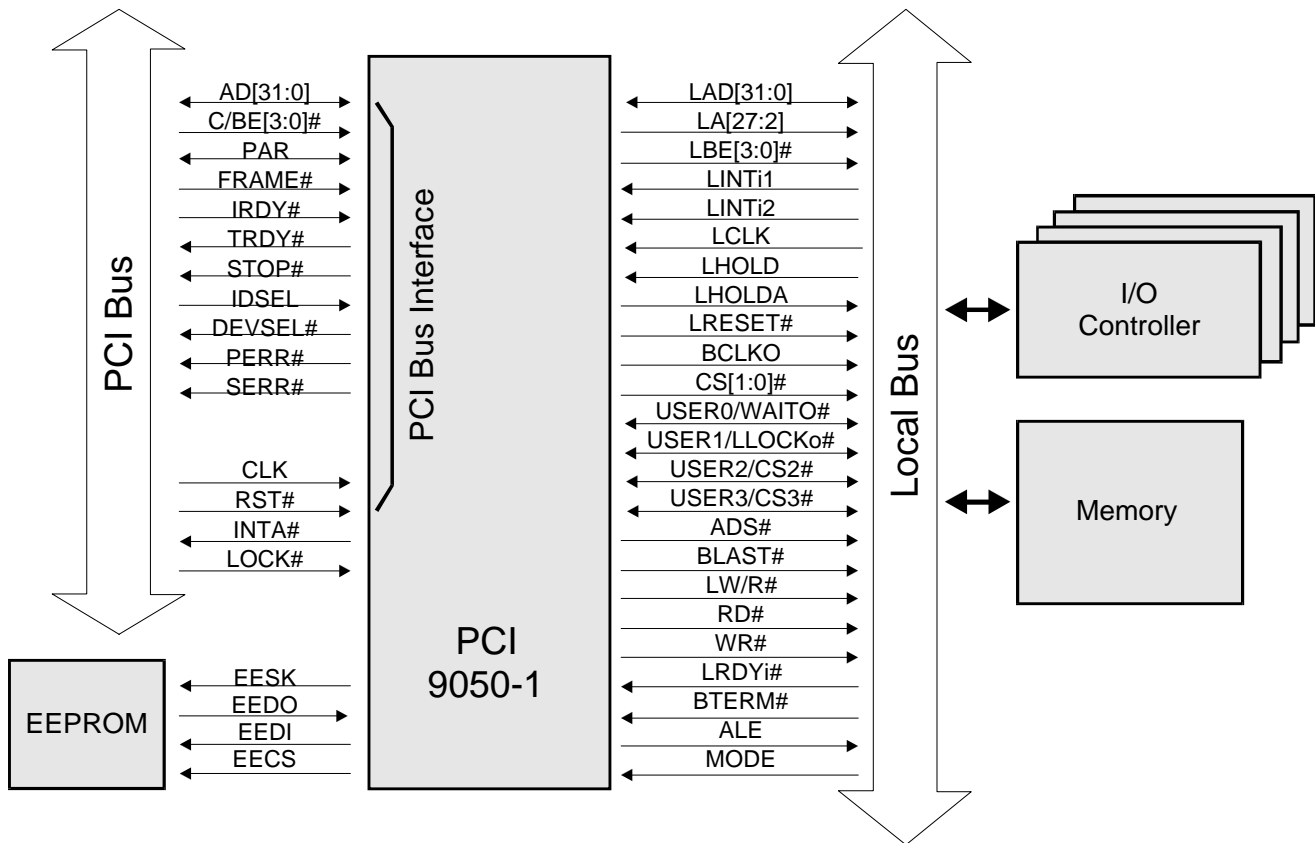 PCI Bus
AD[31:0]
C/BE[3:0]#
PAR
FRAME#
IRDY#
TRDY#
STOP#
IDSEL
DEVSEL#
PERR#
SERR#
CLK
RST#
INTA#
LOCK#
EEPROM
EESK
EEDO
EEDI
EECS
PCI Bus Interface
PCI
9050-1
LAD[31:0]
LA[27:2]
LBE[3:0]#
LINTi1
LINTi2
LCLK
LHOLD
LHOLDA
LRESET#
BCLKO
CS[1:0]#
USER0/WAITO#
USER1/LLOCKo#
USER2/CS2#
USER3/CS3#
ADS#
BLAST#
LW/R#
RD#
WR#
LRDYi#
BTERM#
ALE
MODE
Local Bus
I/O
Controller
Memory